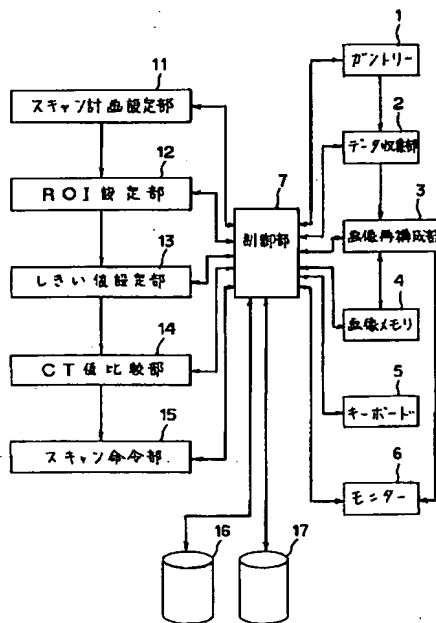 11
スキャン計画設定部
12
ROI設定部
13
しきい値設定部
14
CT値比較部
15
スキャン命令部
7
制御部
1
ガントリー
2
データ収集部
3
画像再構成部
4
画像メモリ
5
キーボード
6
モニター
16
17